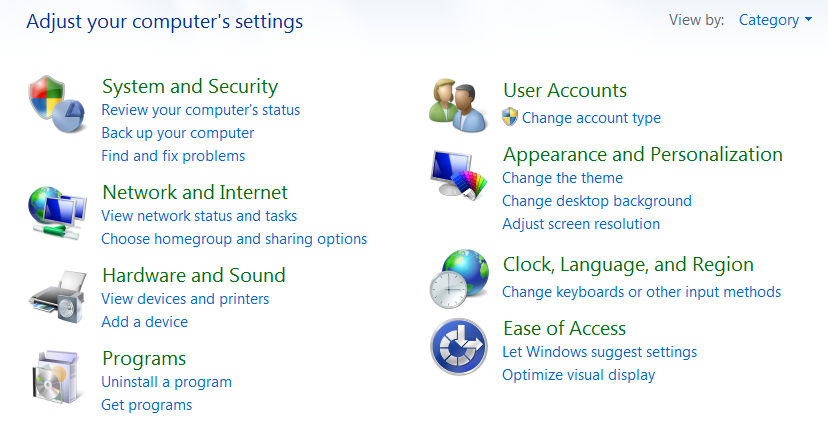 Adjust your computer's settings
View by: Category
System and Security
Review your computer's status
Back up your computer
Find and fix problems
Network and Internet
View network status and tasks
Choose homegroup and sharing options
Hardware and Sound
View devices and printers
Add a device
Programs
Uninstall a program
Get programs
User Accounts
Change account type
Appearance and Personalization
Change the theme
Change desktop background
Adjust screen resolution
Clock, Language, and Region
Change keyboards or other input methods
Ease of Access
Let Windows suggest settings
Optimize visual display